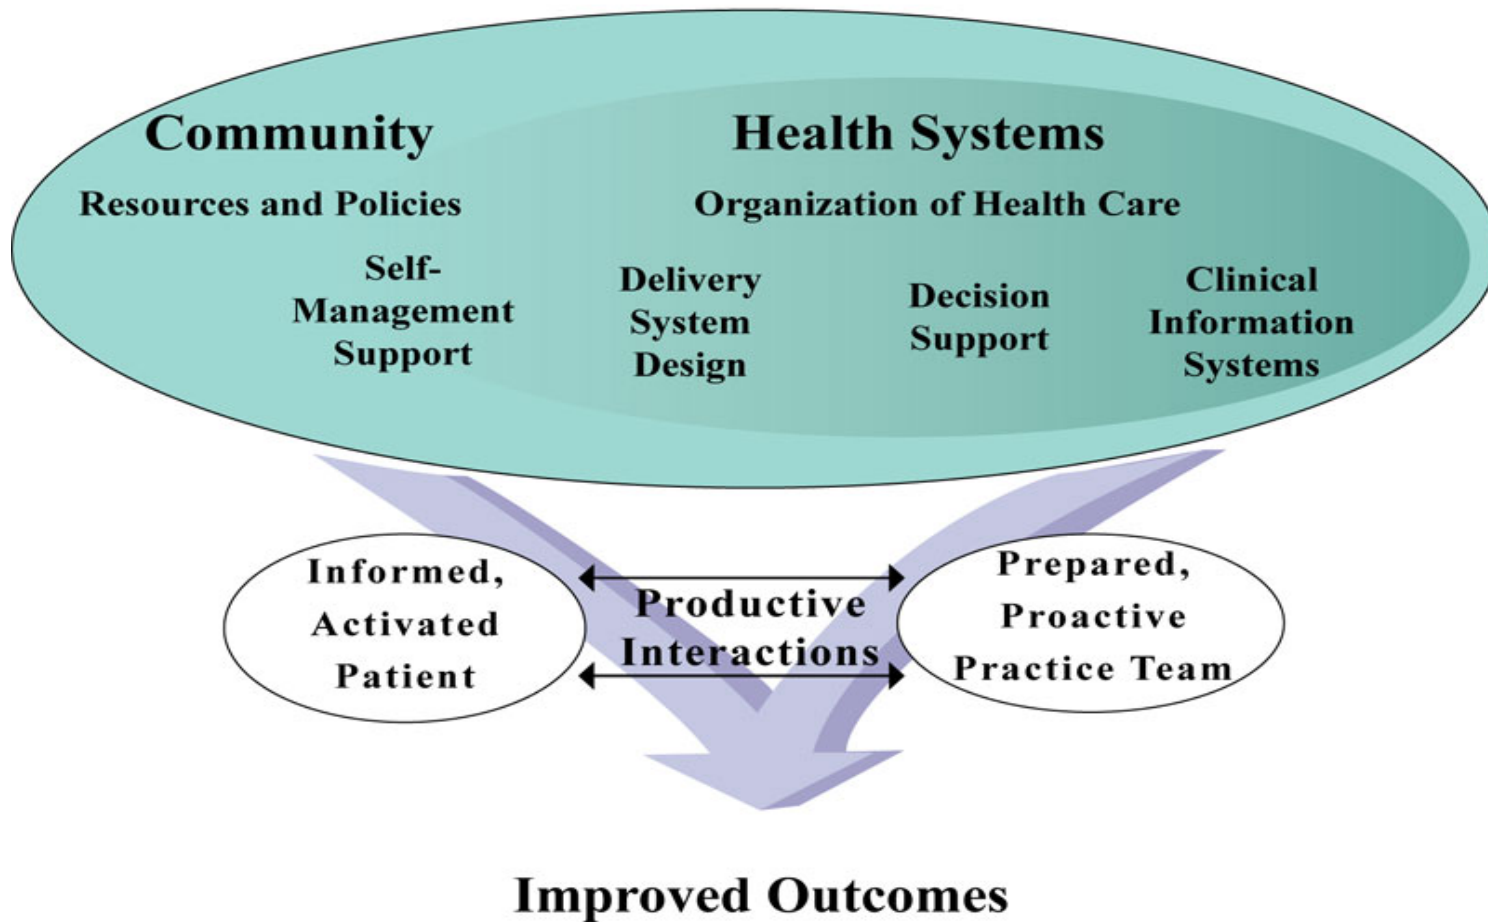 Community
Health Systems
Resources and Policies
Organization of Health Care
Self-
Management
Support
Delivery
System
Design
Decision
Support
Clinical
Information
Systems
Informed,
Activated
Patient
Productive
Interactions
Prepared,
Proactive
Practice Team
Improved Outcomes